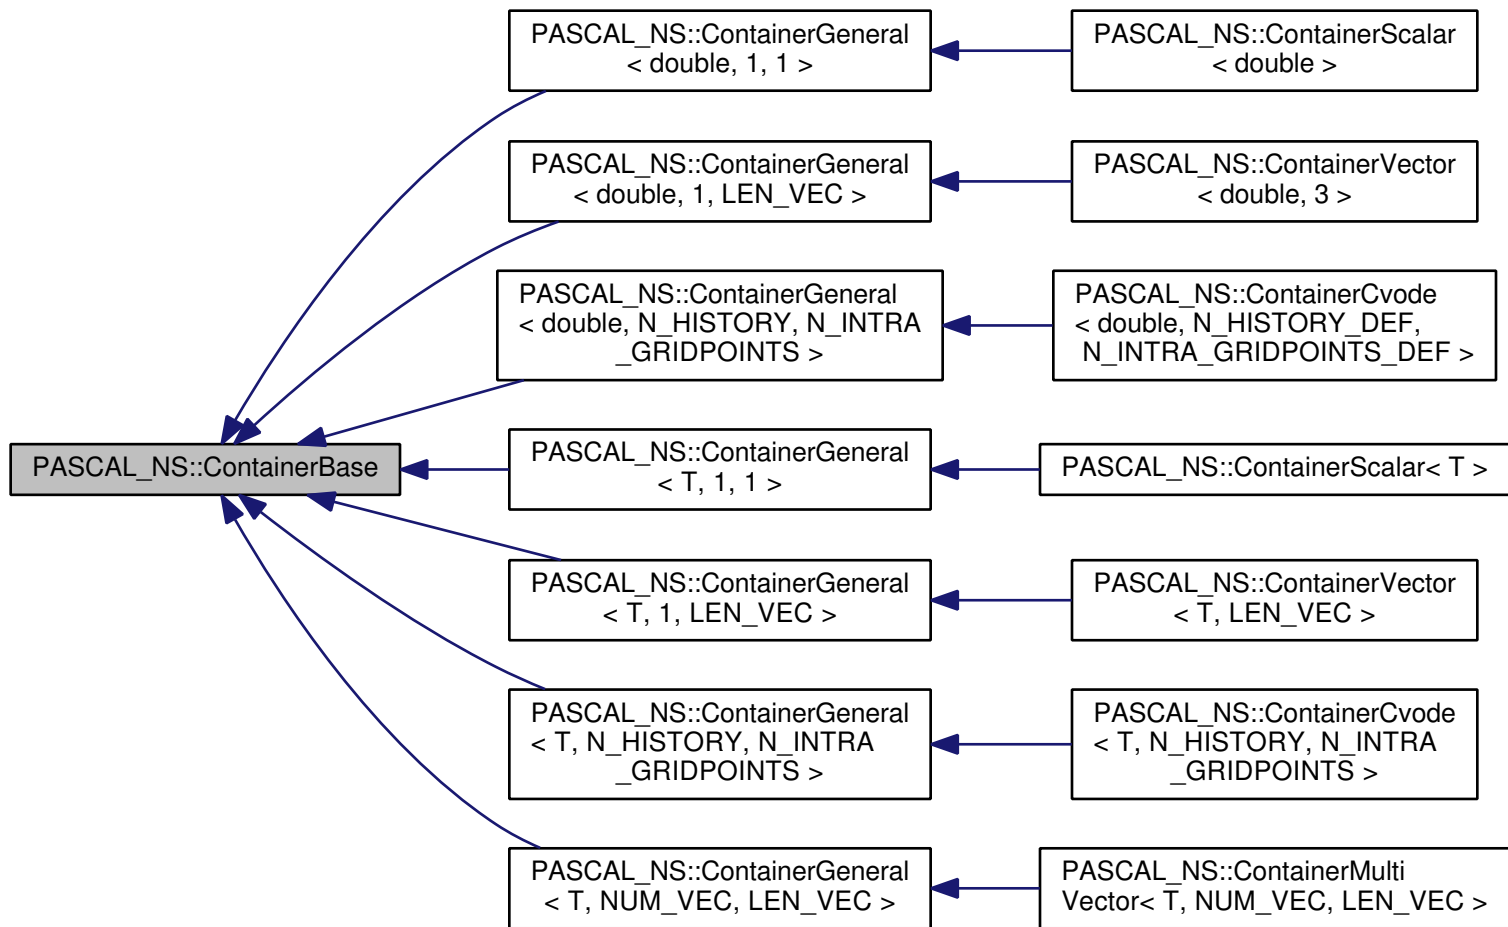 PASCAL_NS::ContainerGeneral
< double, 1, 1 >
PASCAL_NS::ContainerScalar
< double >
PASCAL_NS::ContainerGeneral
< double, 1, LEN_VEC >
PASCAL_NS::ContainerVector
< double, 3 >
PASCAL_NS::ContainerGeneral
< double, N_HISTORY, N_INTRA
_GRIDPOINTS >
PASCAL_NS::ContainerCvode
< double, N_HISTORY_DEF,
N_INTRA_GRIDPOINTS_DEF >
PASCAL_NS::ContainerBase
PASCAL_NS::ContainerGeneral
< T, 1, 1 >
PASCAL_NS::ContainerScalar< T >
PASCAL_NS::ContainerGeneral
< T, 1, LEN_VEC >
PASCAL_NS::ContainerVector
< T, LEN_VEC >
PASCAL_NS::ContainerGeneral
< T, N_HISTORY, N_INTRA
_GRIDPOINTS >
PASCAL_NS::ContainerCvode
< T, N_HISTORY, N_INTRA
_GRIDPOINTS >
PASCAL_NS::ContainerGeneral
< T, NUM_VEC, LEN_VEC >
PASCAL_NS::ContainerMulti
Vector< T, NUM_VEC, LEN_VEC >